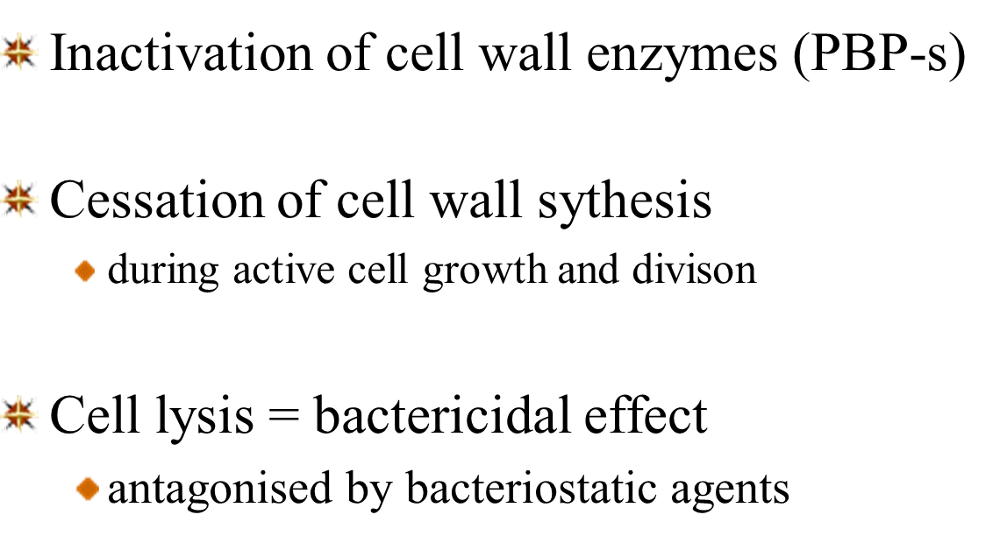 Inactivation of cell wall enzymes (PBP-s)
Cessation of cell wall sythesis
during active cell growth and divison
Cell lysis = bactericidal effect
antagonised by bacteriostatic agents